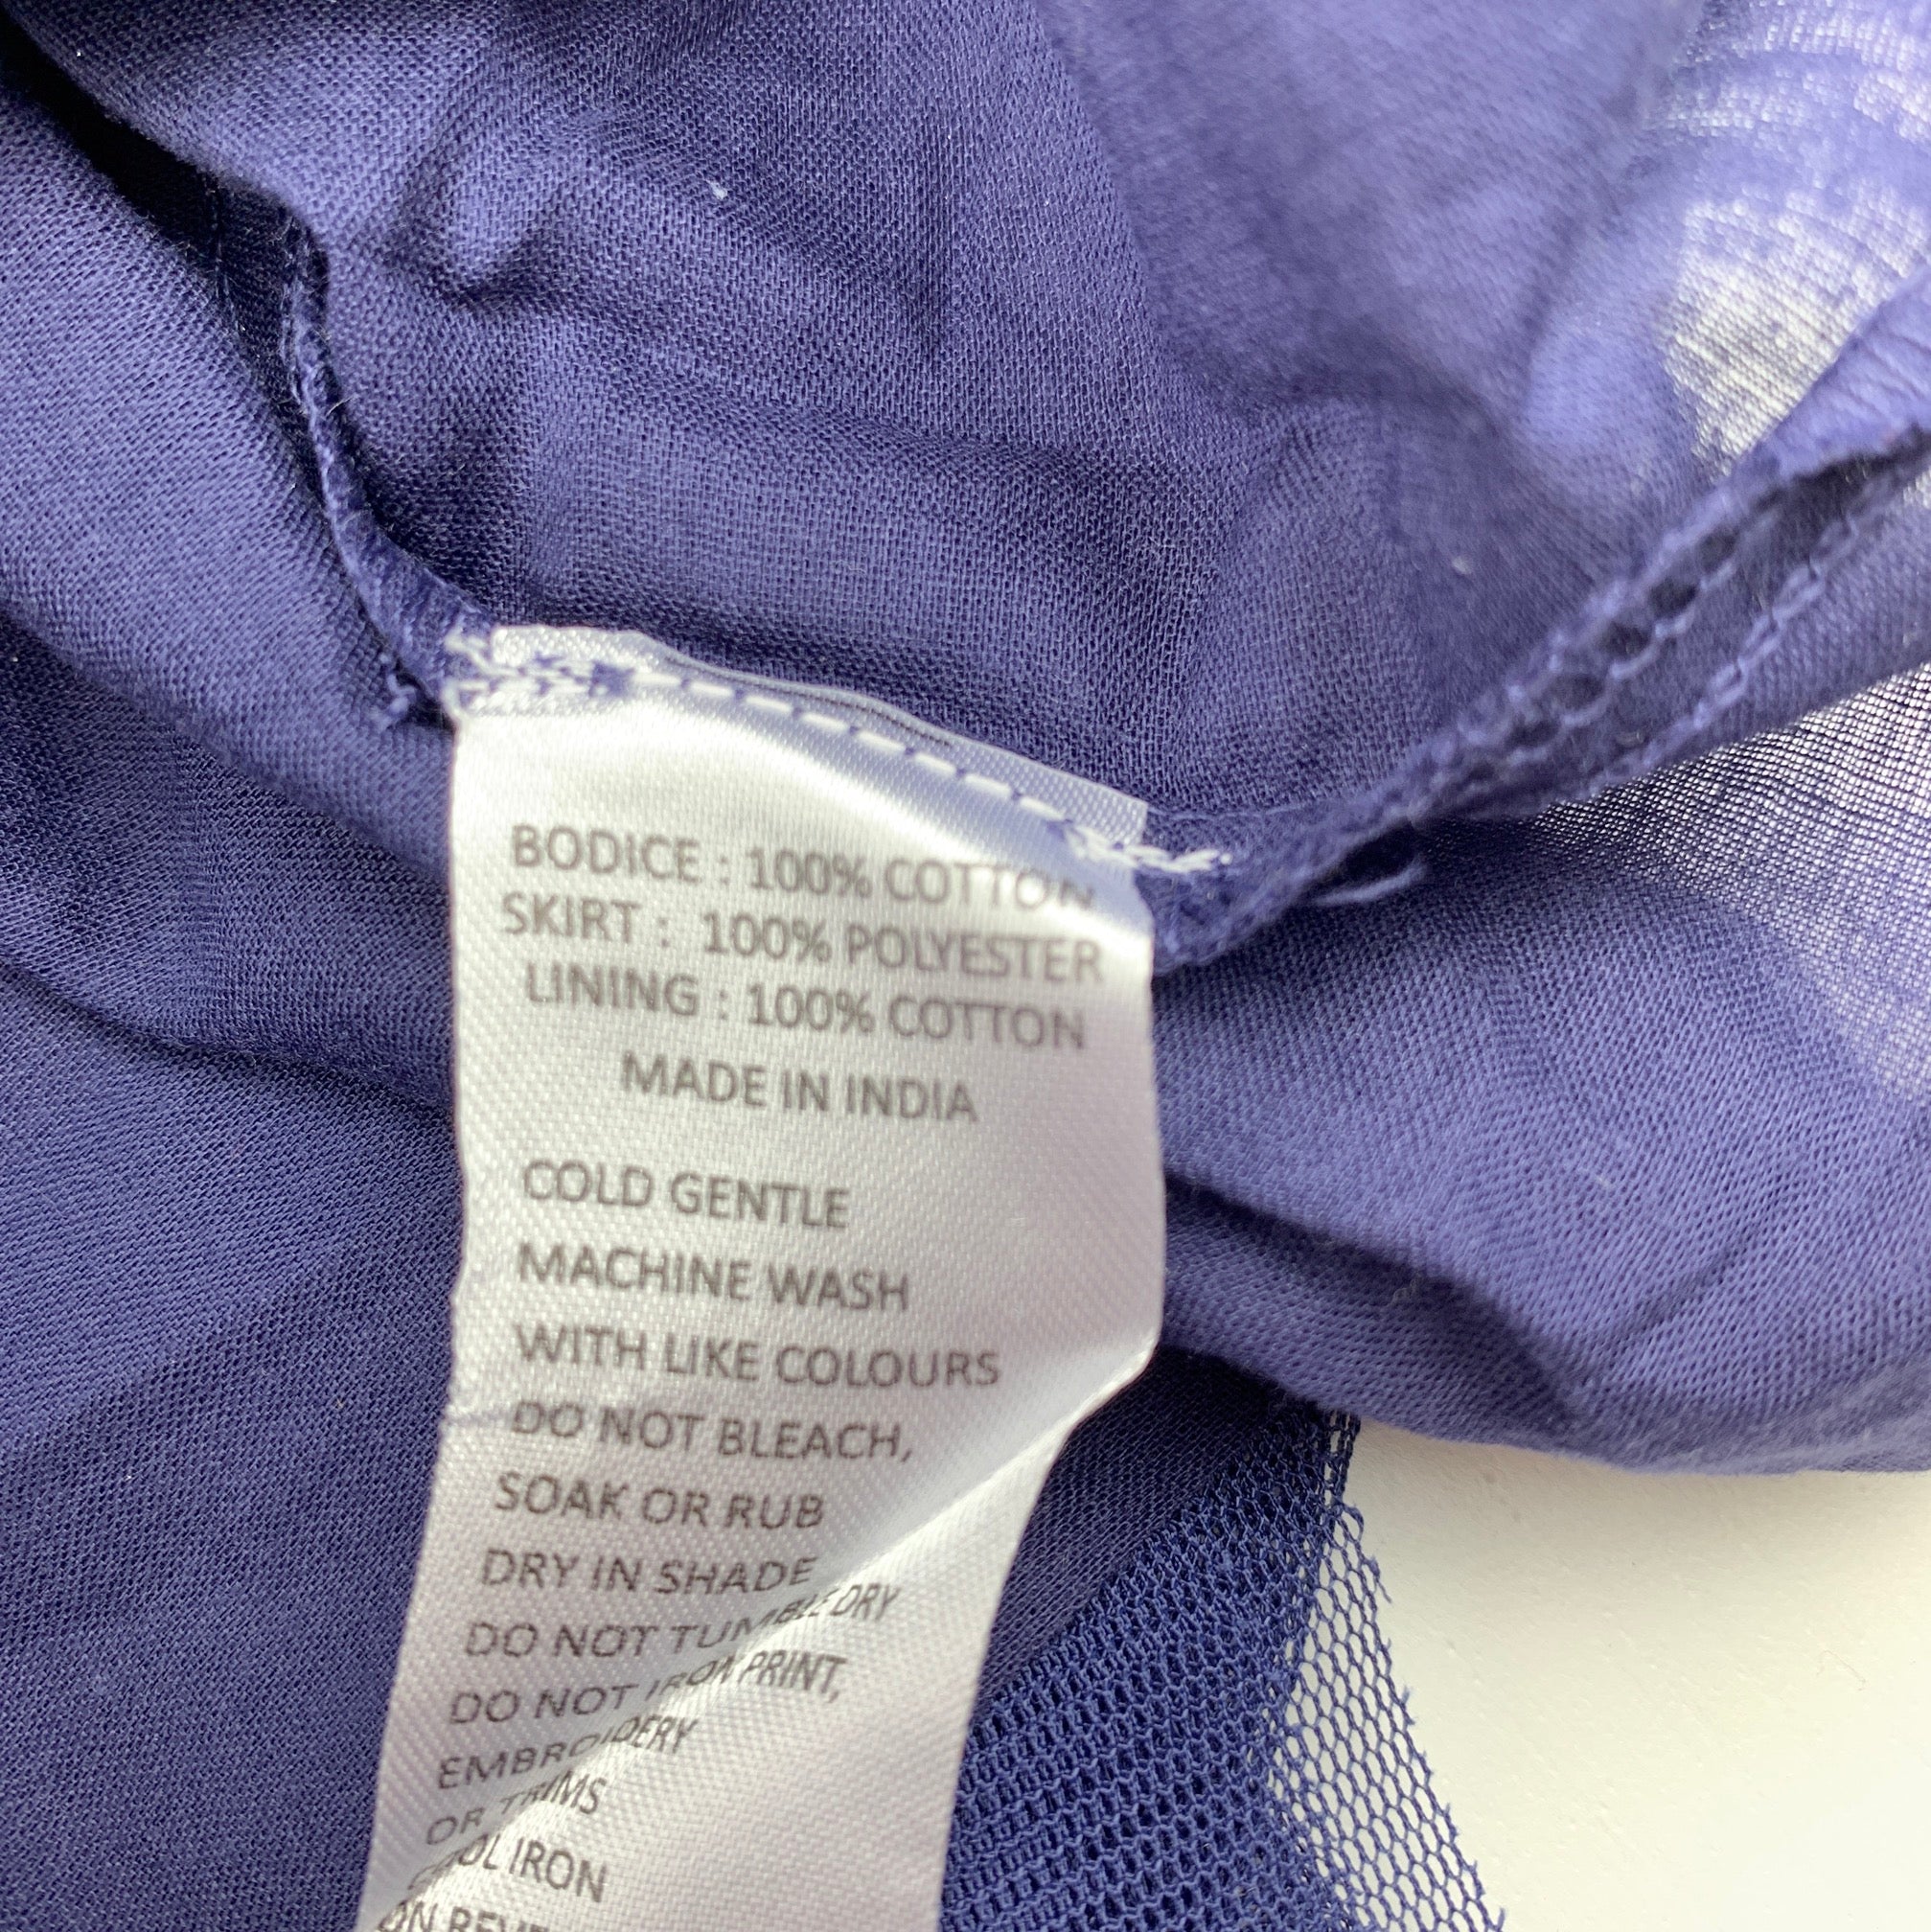 BODICE : 100% COTTON
SKIRT : 100% POLYESTER
LINING : 100% COTTON
MADE IN INDIA
COLD GENTLE
MACHINE WASH
WITH LIKE COLOURS
DO NOT BLEACH,
SOAK OR RUB
DRY IN SHADE
DO NOT TUMBLE DRY
DO NOT IRON PRINT,
EMBROIDERY
OR TRIMS
COOL IRON
ON